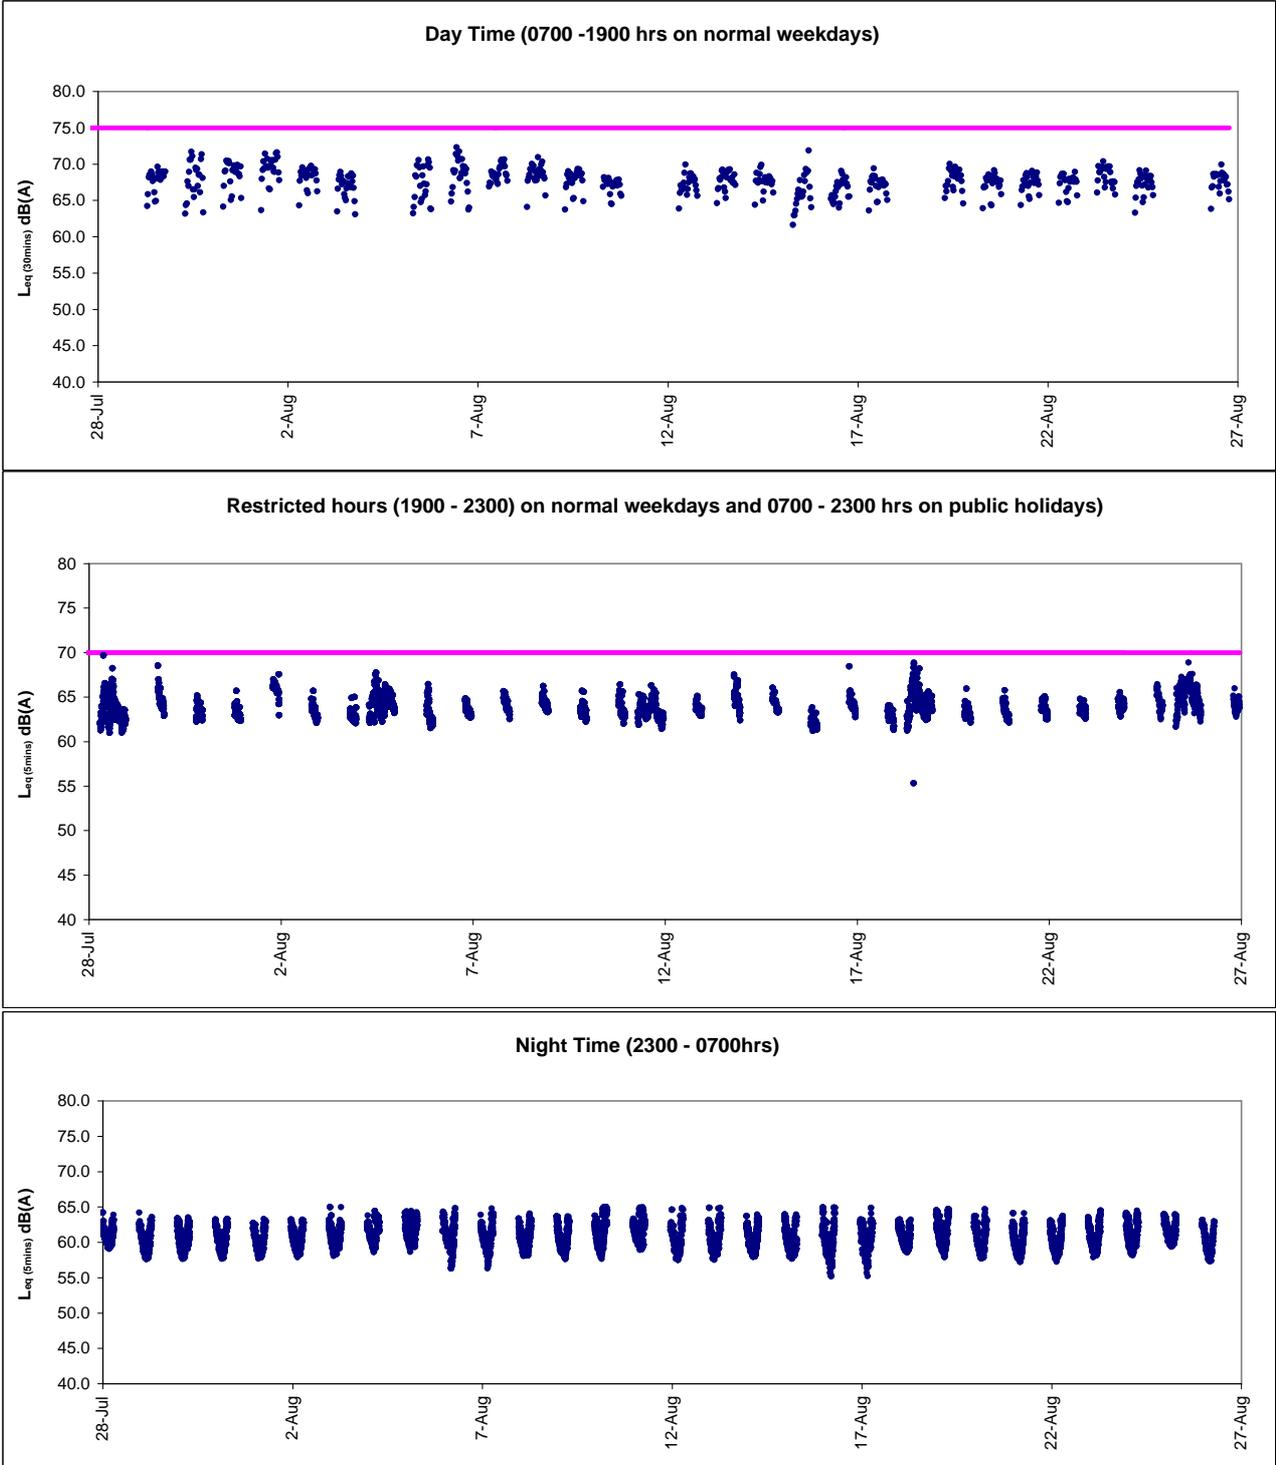 Day Time (0700 -1900 hrs on normal weekdays)
80.0
75.0
70.0
65.0
60.0
55.0
50.0
45.0
40.0
Leq (30mins) dB(A)
28-Jul
2-Aug
7-Aug
12-Aug
17-Aug
22-Aug
27-Aug
Restricted hours (1900 - 2300) on normal weekdays and 0700 - 2300 hrs on public holidays)
80
75
70
65
60
55
50
45
40
Leq (5mins) dB(A)
28-Jul
2-Aug
7-Aug
12-Aug
17-Aug
22-Aug
27-Aug
Night Time (2300 - 0700hrs)
80.0
75.0
70.0
65.0
60.0
55.0
50.0
45.0
40.0
Leq (5mins) dB(A)
28-Jul
2-Aug
7-Aug
12-Aug
17-Aug
22-Aug
27-Aug